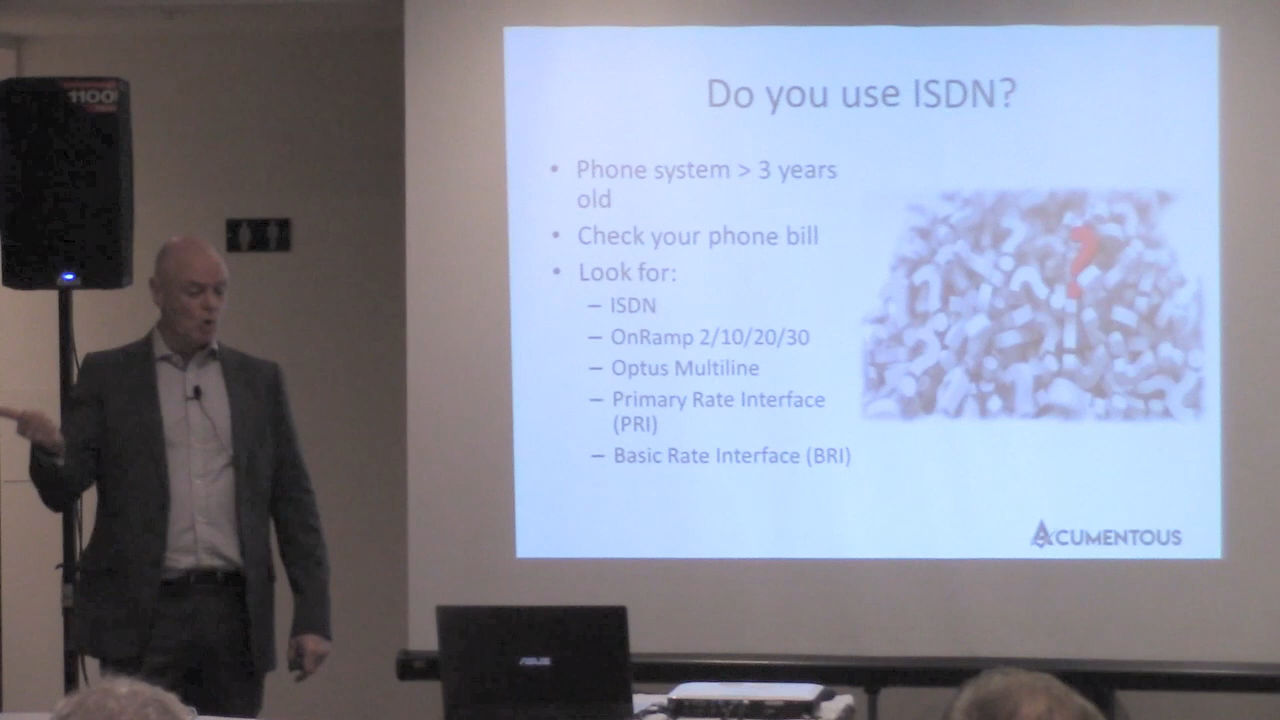 1100
Do you use ISDN?
• Phone system > 3 years
old
• Check your phone bill
• Look for:
– ISDN
– OnRamp 2/10/20/30
– Optus Multiline
– Primary Rate Interface
(PRI)
– Basic Rate Interface (BRI)
ACUMENTOUS
ASUS